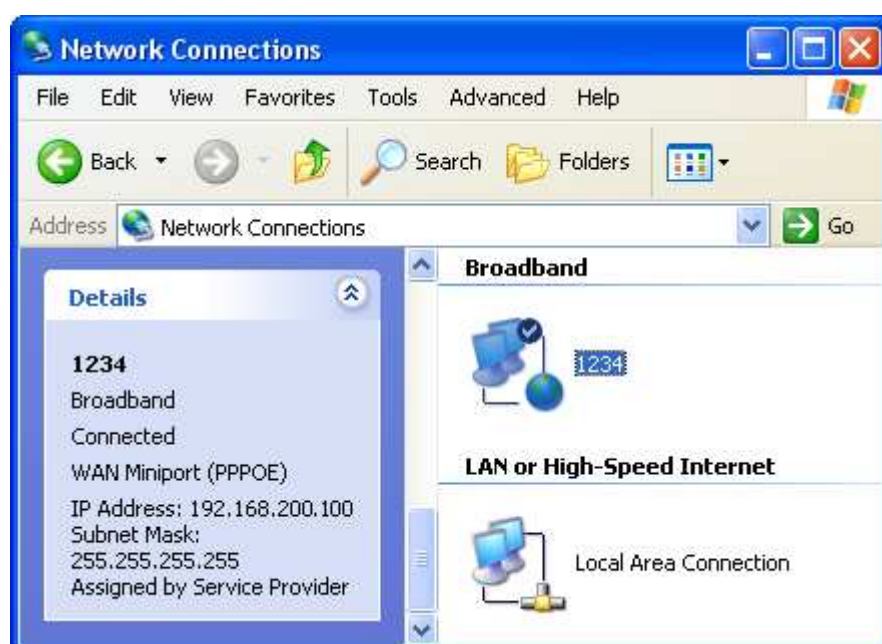 Network Connections
File Edit View Favorites Tools Advanced Help
Back Search Folders
Address Network Connections Go
Details
1234
Broadband
Connected
WAN Miniport (PPPOE)
IP Address: 192.168.200.100
Subnet Mask:
255.255.255.255
Assigned by Service Provider
Broadband
1234
LAN or High-Speed Internet
Local Area Connection